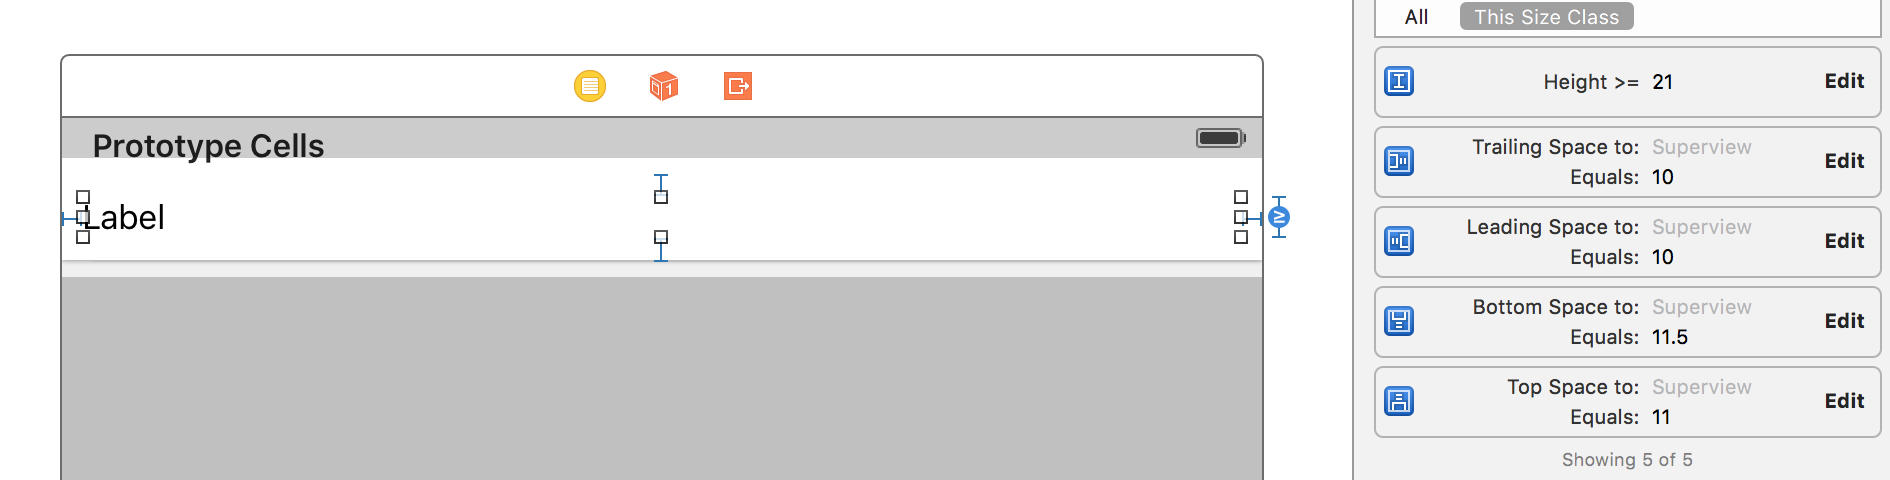 All This Size Class
Height >= 21 Edit
Prototype Cells
Trailing Space to: Superview
Equals: 10 Edit
Label
Leading Space to: Superview
Equals: 10 Edit
Bottom Space to: Superview
Equals: 11.5 Edit
Top Space to: Superview
Equals: 11 Edit
Showing 5 of 5